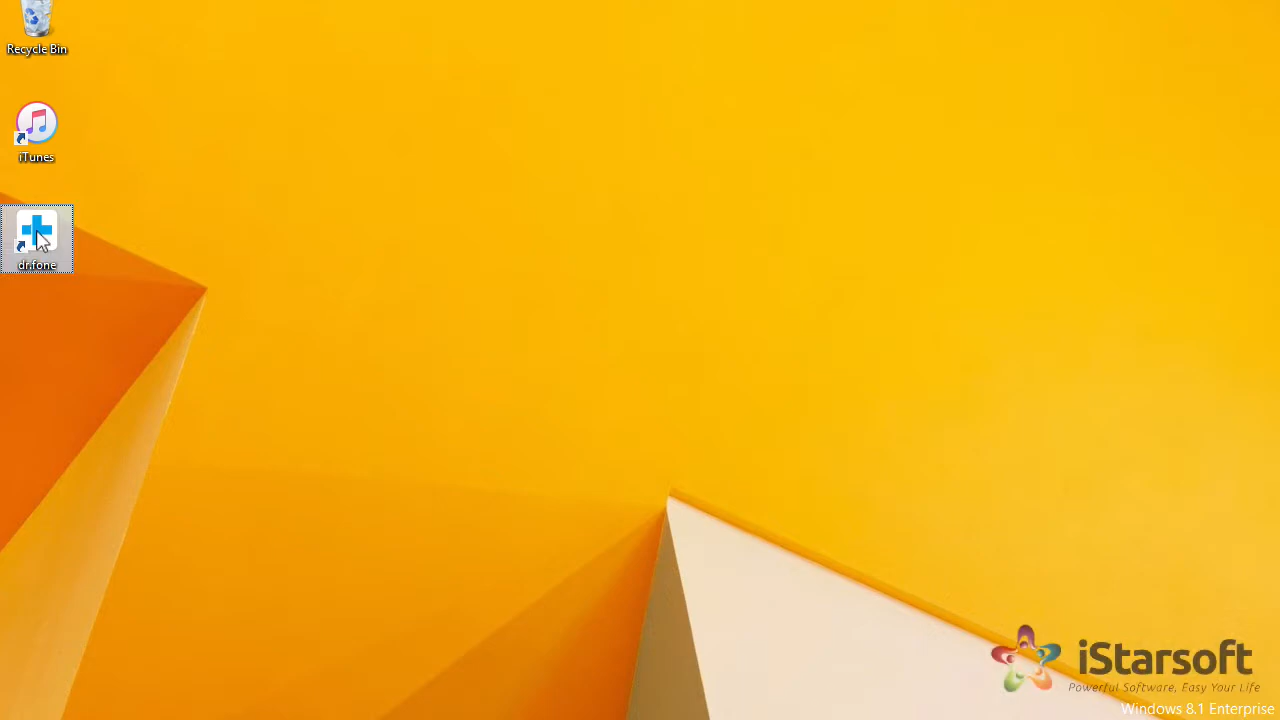 Recycle Bin
iTunes
dr.fone
iStarsoft
Powerful Software, Easy Your Life
Windows 8.1 Enterprise